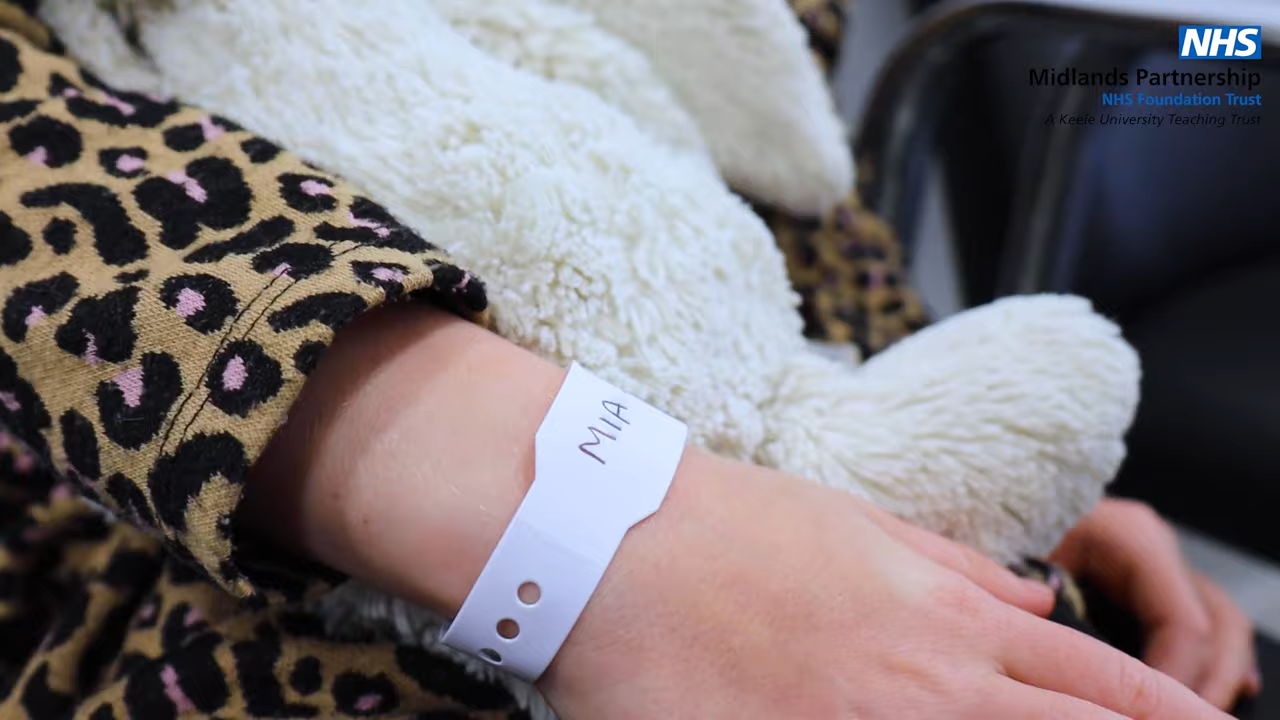 NHS
Midlands Partnership
NHS Foundation Trust
A Keele University Teaching Trust
MIA